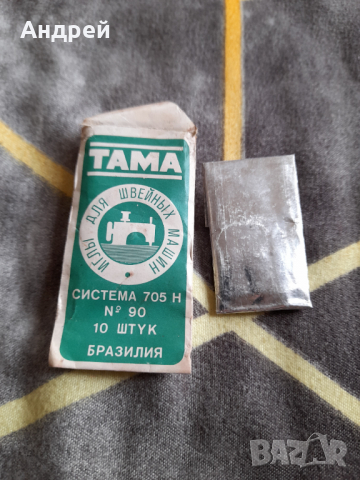 Андрей
TAMA
ИГЛЫ ДЛЯ ШВЕЙНЫХ МАШИН
СИСТЕМА 705 Н
№ 90
10 ШТУК
БРАЗИЛИЯ
BAZAR